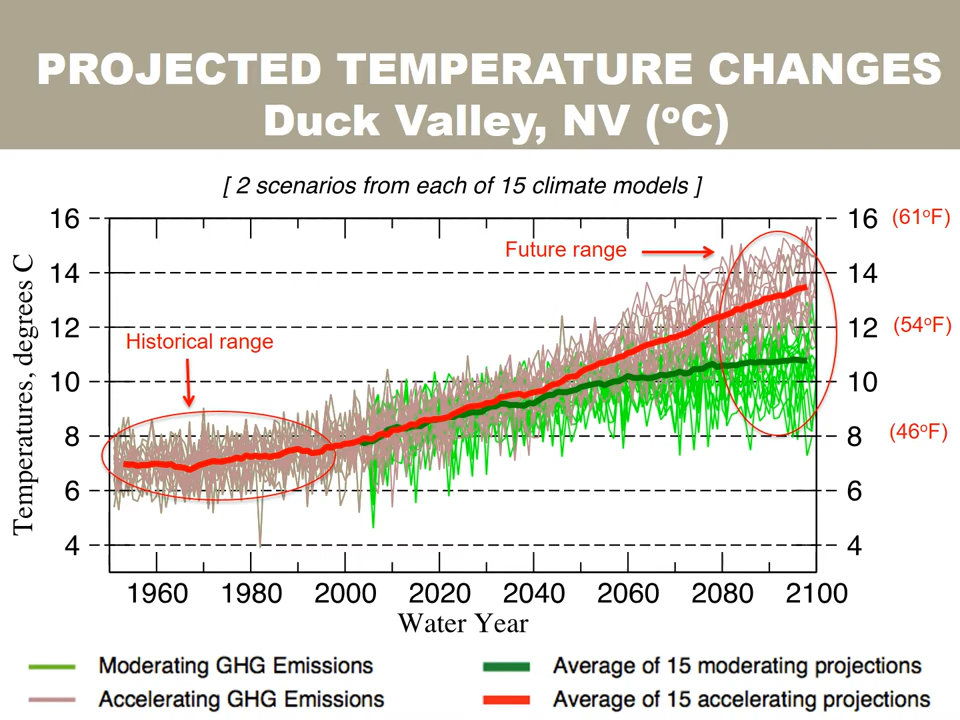 PROJECTED TEMPERATURE CHANGES
Duck Valley, NV (ºC)
[ 2 scenarios from each of 15 climate models ]
Temperatures, degrees C
16
14
12
10
8
6
4
Historical range
Future range
16 (61ºF)
14
12 (54ºF)
10
8 (46ºF)
6
4
1960 1980 2000 2020 2040 2060 2080 2100
Water Year
Moderating GHG Emissions Average of 15 moderating projections
Accelerating GHG Emissions Average of 15 accelerating projections